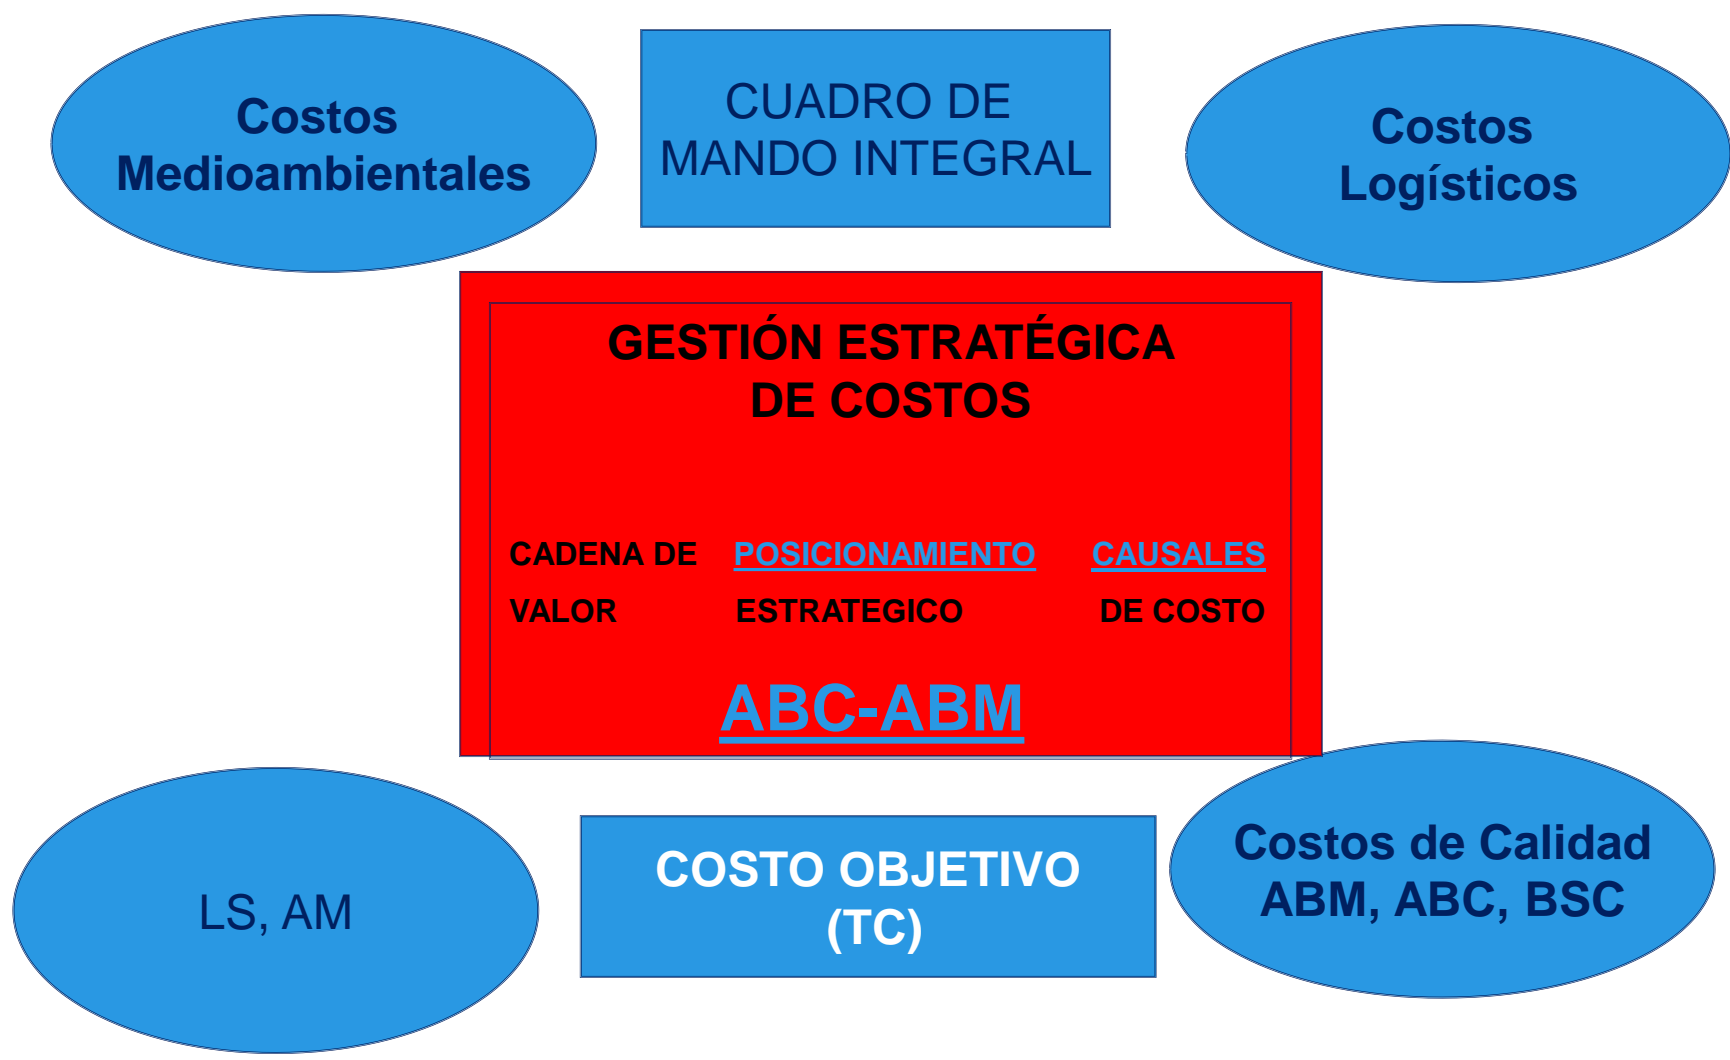 Costos
Medioambientales
CUADRO DE
MANDO INTEGRAL
Costos
Logísticos
GESTIÓN ESTRATÉGICA
DE COSTOS
CADENA DE POSICIONAMIENTO CAUSALES
VALOR ESTRATEGICO DE COSTO
ABC-ABM
LS, AM
COSTO OBJETIVO
(TC)
Costos de Calidad
ABM, ABC, BSC